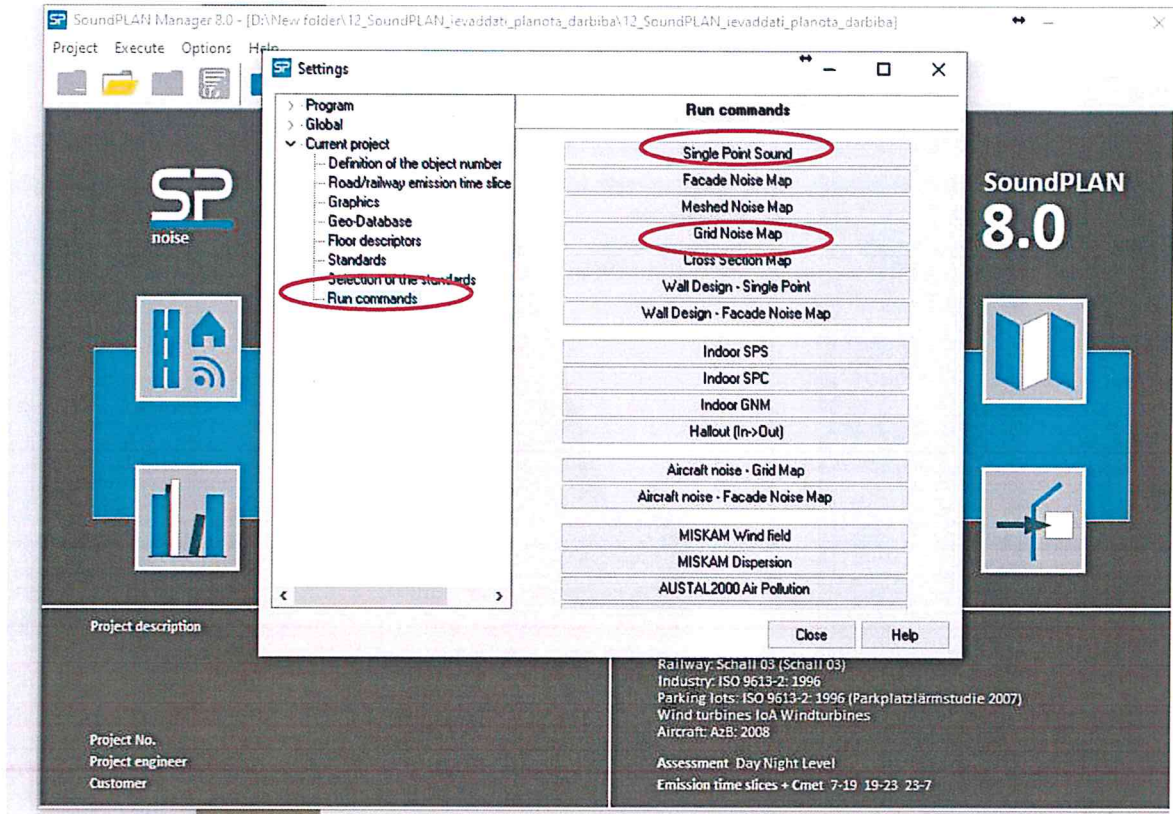 SoundPLAN Manager 8.0 - [D:\New folder\12_SoundPLAN_ievaddati_planota_darbiba\12_SoundPLAN_ievaddati_planota_darbiba]
Project Execute Options Help
Settings
Program
Global
Current project
Definition of the object number
Road/railway emission time slice
Graphics
Geo-Database
Floor descriptors
Standards
Selection of the standards
Run commands
Run commands
Single Point Sound
Facade Noise Map
Meshed Noise Map
Grid Noise Map
Cross Section Map
Wall Design - Single Point
Wall Design - Facade Noise Map
Indoor SPS
Indoor SPC
Indoor GNM
Hallout (In->Out)
Aircraft noise - Grid Map
Aircraft noise - Facade Noise Map
MISKAM Wind field
MISKAM Dispersion
AUSTAL2000 Air Pollution
Close Help
SP
noise
SoundPLAN
8.0
Project description
Project No.
Project engineer
Customer
Railway: Schall 03 (Schall 03)
Industry: ISO 9613-2: 1996
Parking lots: ISO 9613-2: 1996 (Parkplatzlärmstudie 2007)
Wind turbines IoA Windturbines
Aircraft: AzB: 2008
Assessment Day Night Level
Emission time slices + Cmet 7-19 19-23 23-7